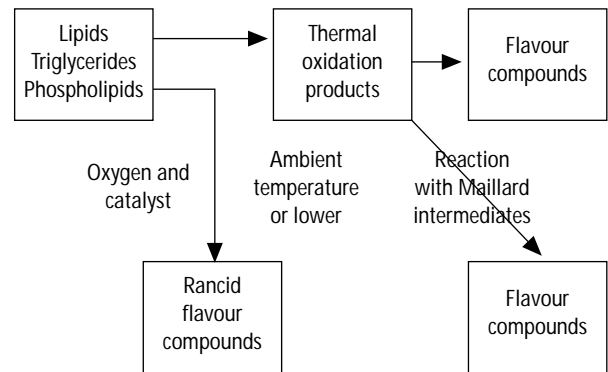 Lipids
Triglycerides
Phospholipids
Thermal
oxidation
products
Flavour
compounds
Oxygen and
catalyst
Ambient
temperature
or lower
Reaction
with Maillard
intermediates
Rancid
flavour
compounds
Flavour
compounds